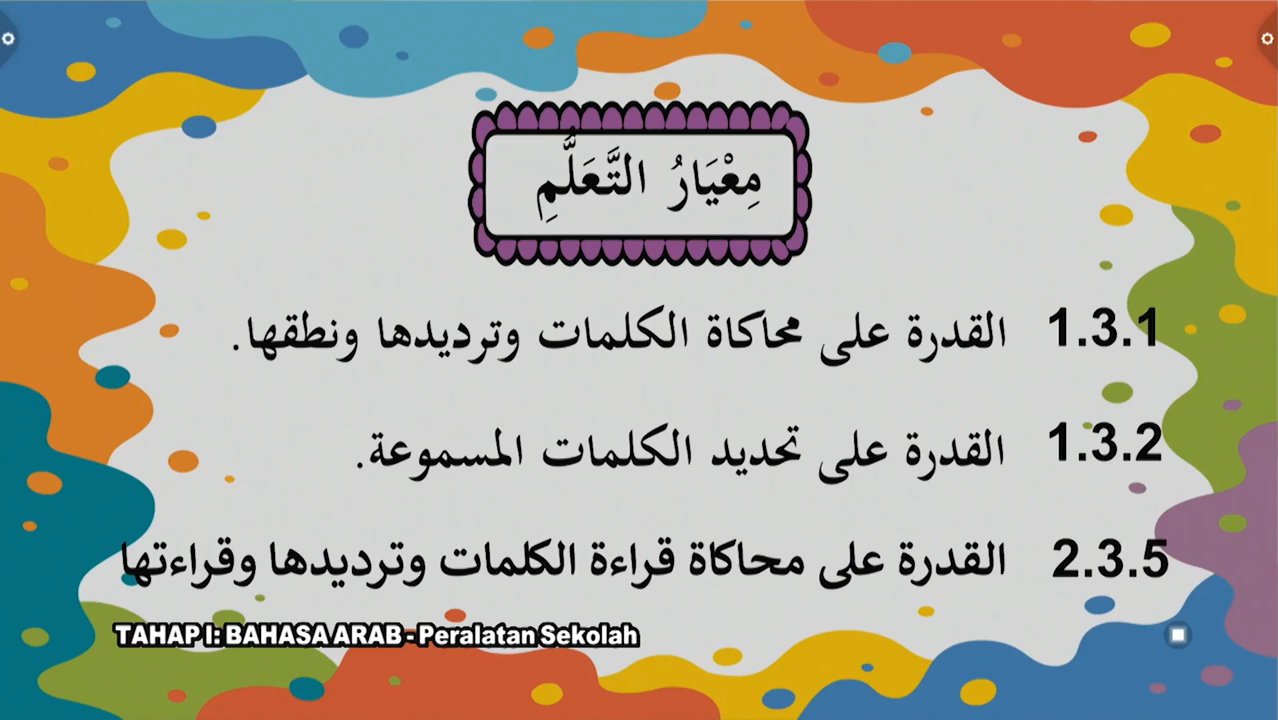 مِعْيَارُ التَّعَلُّمِ
1.3.1 القدرة على محاكاة الكلمات وترديدها ونطقها.
1.3.2 القدرة على تحديد الكلمات المسموعة.
2.3.5 القدرة على محاكاة قراءة الكلمات وترديدها وقراءتها
TAHAP I: BAHASA ARAB - Peralatan Sekolah